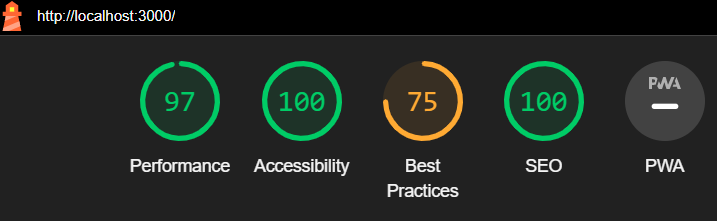 http://localhost:3000/
97
100
75
100
PWA
Performance
Accessibility
Best
Practices
SEO
PWA